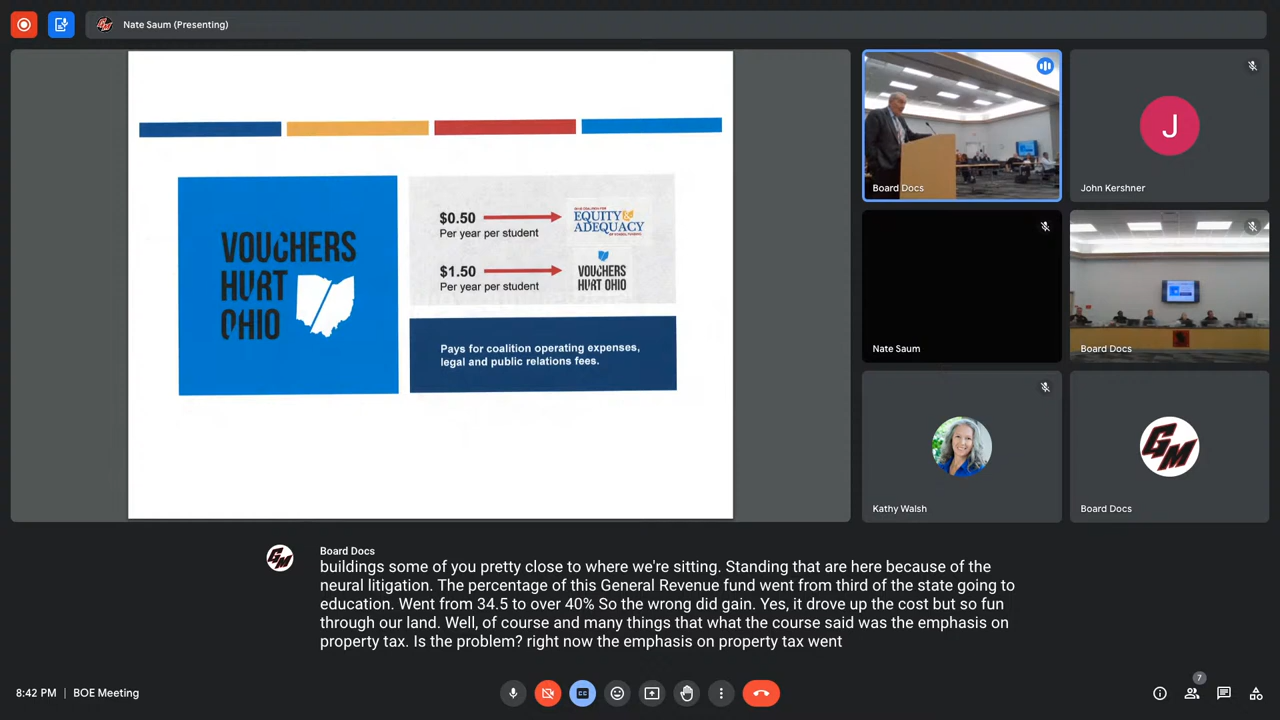 Nate Saum (Presenting)
VOUCHERS
HURT
OHIO
$0.50
Per year per student
EQUITY &
ADEQUACY
$1.50
Per year per student
VOUCHERS
HURT OHIO
Pays for coalition operating expenses,
legal and public relations fees.
Board Docs
J
John Kershner
Nate Saum
Board Docs
Kathy Walsh
GM
Board Docs
Board Docs
buildings some of you pretty close to where we're sitting. Standing that are here because of the
neural litigation. The percentage of this General Revenue fund went from third of the state going to
education. Went from 34.5 to over 40% So the wrong did gain. Yes, it drove up the cost but so fun
through our land. Well, of course and many things that what the course said was the emphasis on
property tax. Is the problem? right now the emphasis on property tax went
8:42 PM | BOE Meeting
CC
7